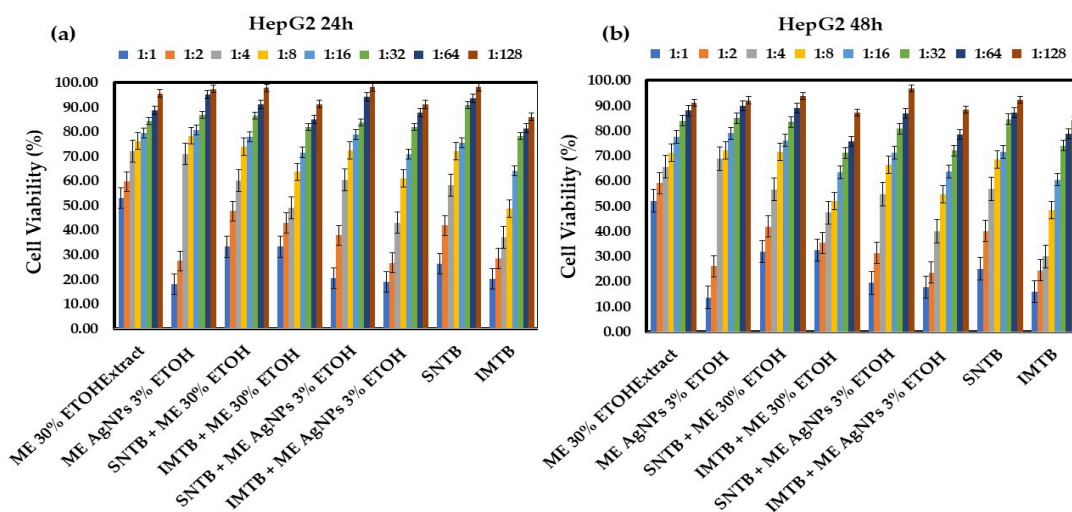 (a)
HepG2 24h
1:1 1:2 1:4 1:8 1:16 1:32 1:64 1:128
Cell Viability (%)
100.00
90.00
80.00
70.00
60.00
50.00
40.00
30.00
20.00
10.00
0.00
ME 30% ETOHExtract
ME AgNPs 3% ETOH
SNTB + ME 30% ETOH
IMTB + ME 30% ETOH
SNTB + ME AgNPs 3% ETOH
IMTB + ME AgNPs 3% ETOH
SNTB
IMTB
(b)
HepG2 48h
1:1 1:2 1:4 1:8 1:16 1:32 1:64 1:128
Cell Viability (%)
100.00
90.00
80.00
70.00
60.00
50.00
40.00
30.00
20.00
10.00
0.00
ME 30% ETOHExtract
ME AgNPs 3% ETOH
SNTB + ME 30% ETOH
IMTB + ME 30% ETOH
SNTB + ME AgNPs 3% ETOH
IMTB + ME AgNPs 3% ETOH
SNTB
IMTB